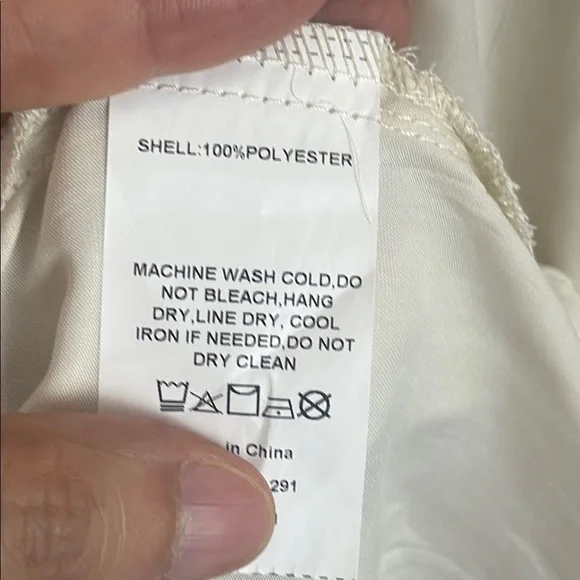 SHELL:100%POLYESTER
MACHINE WASH COLD,DO
NOT BLEACH,HANG
DRY,LINE DRY, COOL
IRON IF NEEDED,DO NOT
DRY CLEAN
in China
291